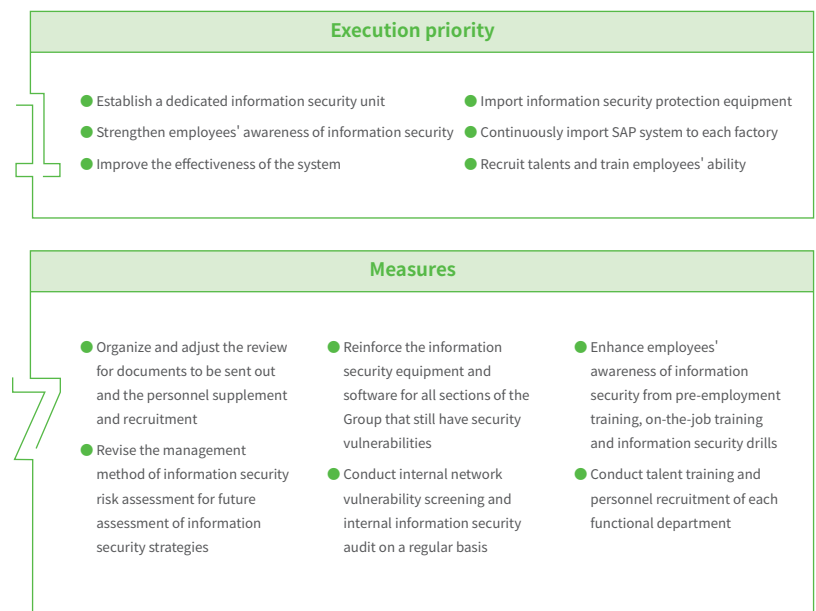 Execution priority
● Establish a dedicated information security unit
● Strengthen employees' awareness of information security
● Improve the effectiveness of the system
● Import information security protection equipment
● Continuously import SAP system to each factory
● Recruit talents and train employees' ability
1
Measures
● Organize and adjust the review
for documents to be sent out
and the personnel supplement
and recruitment
● Revise the management
method of information security
risk assessment for future
assessment of information
security strategies
● Reinforce the information
security equipment and
software for all sections of the
Group that still have security
vulnerabilities
● Conduct internal network
vulnerability screening and
internal information security
audit on a regular basis
● Enhance employees'
awareness of information
security from pre-employment
training, on-the-job training
and information security drills
● Conduct talent training and
personnel recruitment of each
functional department